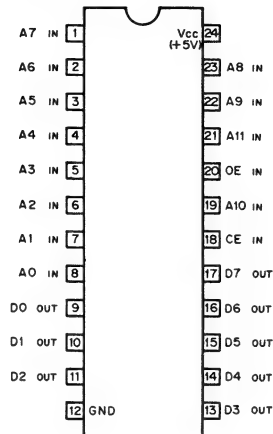 A7 IN 1
A6 IN 2
A5 IN 3
A4 IN 4
A3 IN 5
A2 IN 6
A1 IN 7
A0 IN 8
D0 OUT 9
D1 OUT 10
D2 OUT 11
12 GND
Vcc 24
(+5V)
23 A8 IN
22 A9 IN
21 A11 IN
20 OE IN
19 A10 IN
18 CE IN
17 D7 OUT
16 D6 OUT
15 D5 OUT
14 D4 OUT
13 D3 OUT